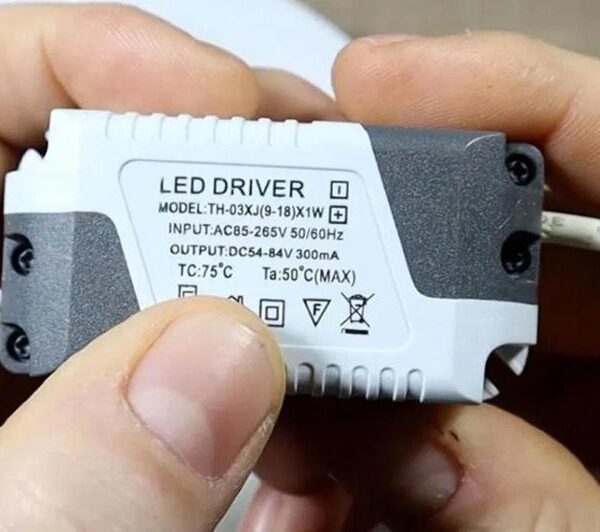 LED DRIVER
MODEL:TH-03XJ(9-18)X1W
INPUT:AC85-265V 50/60Hz
OUTPUT:DC54-84V 300mA
TC:75°C Ta:50°C(MAX)
F